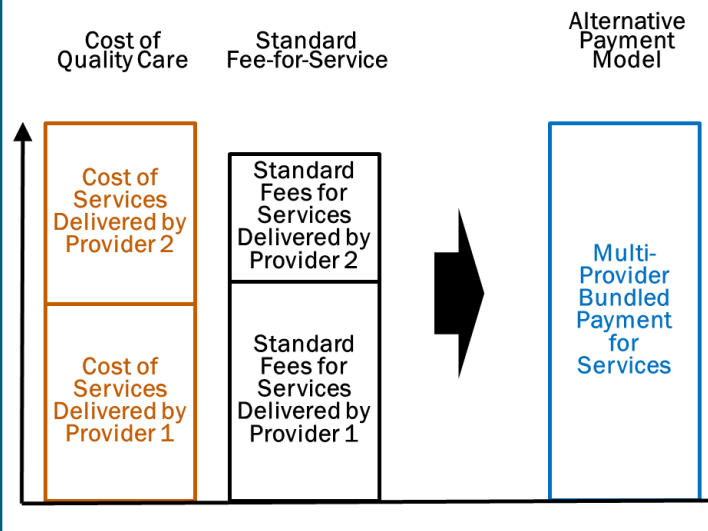 Cost of
Quality Care
Standard
Fee-for-Service
Alternative
Payment
Model
Cost of
Services
Delivered by
Provider 2
Standard
Fees for
Services
Delivered by
Provider 2
Multi-
Provider
Bundled
Payment
for
Services
Cost of
Services
Delivered by
Provider 1
Standard
Fees for
Services
Delivered by
Provider 1